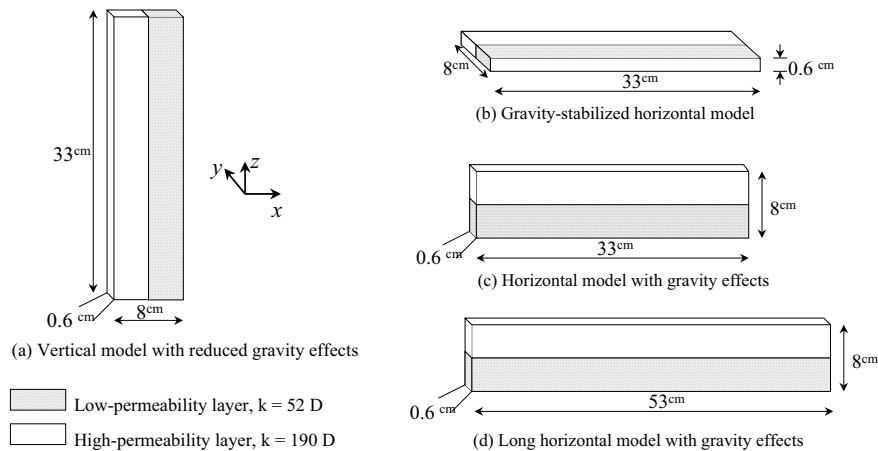 33cm
y
z
x
0.6 cm
8cm
(a) Vertical model with reduced gravity effects
Low-permeability layer, k = 52 D
High-permeability layer, k = 190 D
8cm
33cm
0.6 cm
(b) Gravity-stabilized horizontal model
8cm
0.6 cm
33cm
(c) Horizontal model with gravity effects
8cm
0.6 cm
53cm
(d) Long horizontal model with gravity effects